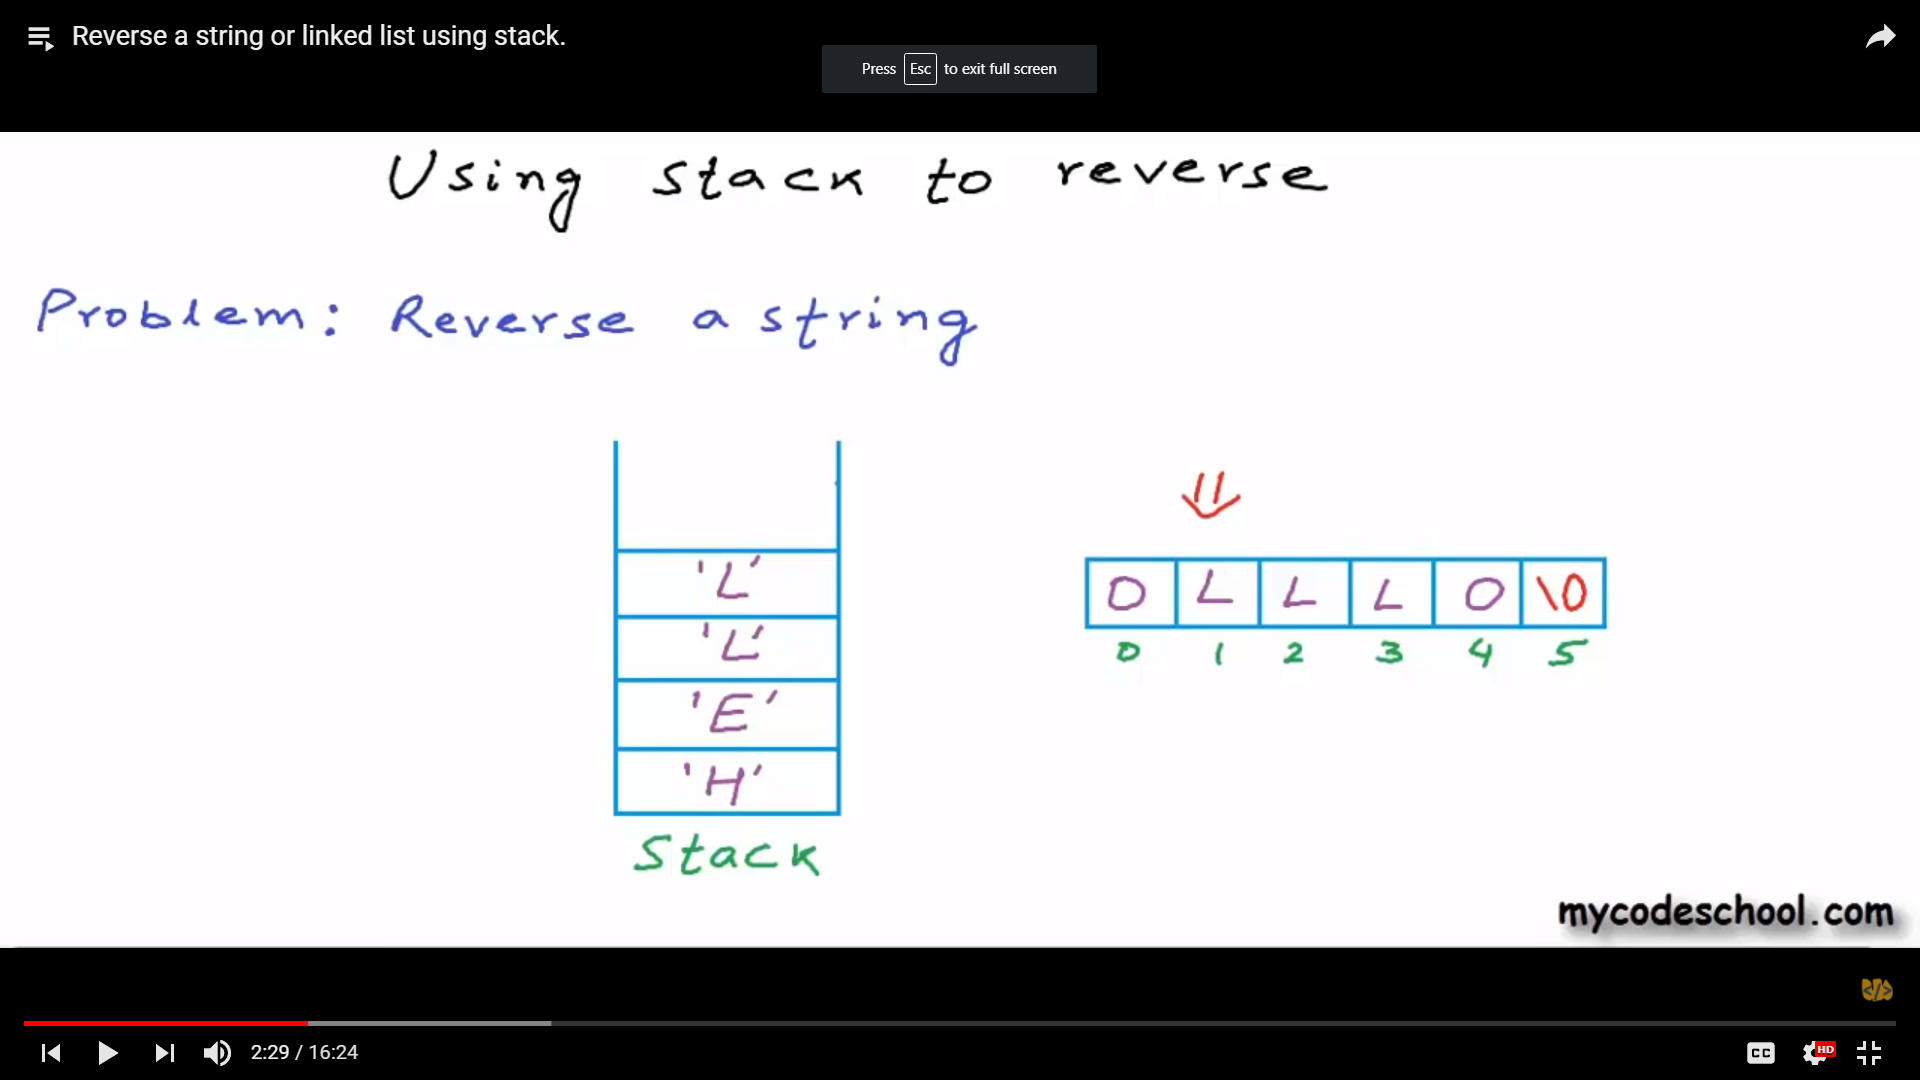 Reverse a string or linked list using stack.
Press Esc to exit full screen
Using stack to reverse
Problem: Reverse a string
'L'
'L'
'E'
'H'
Stack
O L L L O \0
0 1 2 3 4 5
mycodeschool.com
</>
2:29 / 16:24
CC
HD